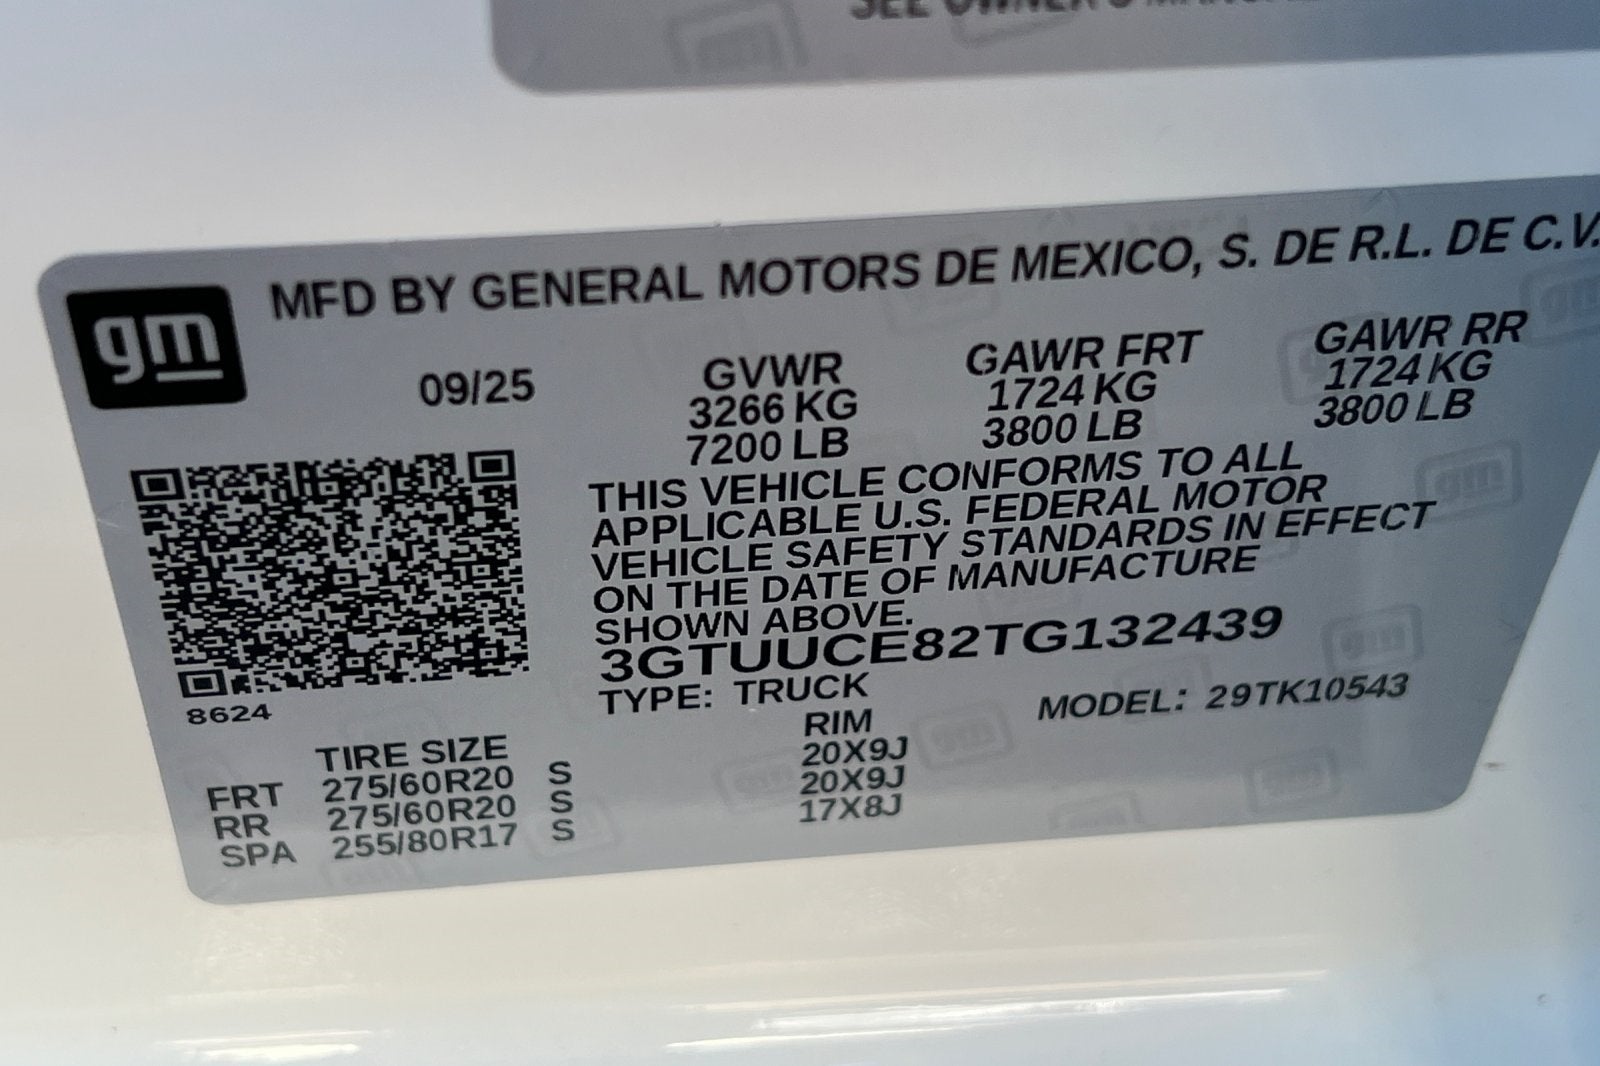 SEE OWNER'S MANUAL
gm
MFD BY GENERAL MOTORS DE MEXICO, S. DE R.L. DE C.V.
09/25
GVWR GAWR FRT GAWR RR
3266 KG 1724 KG 1724 KG
7200 LB 3800 LB 3800 LB
THIS VEHICLE CONFORMS TO ALL
APPLICABLE U.S. FEDERAL MOTOR
VEHICLE SAFETY STANDARDS IN EFFECT
ON THE DATE OF MANUFACTURE
SHOWN ABOVE.
3GTUUCE82TG132439
TYPE: TRUCK MODEL: 29TK10543
8624
TIRE SIZE RIM
FRT 275/60R20 S 20X9J
RR 275/60R20 S 20X9J
SPA 255/80R17 S 17X8J